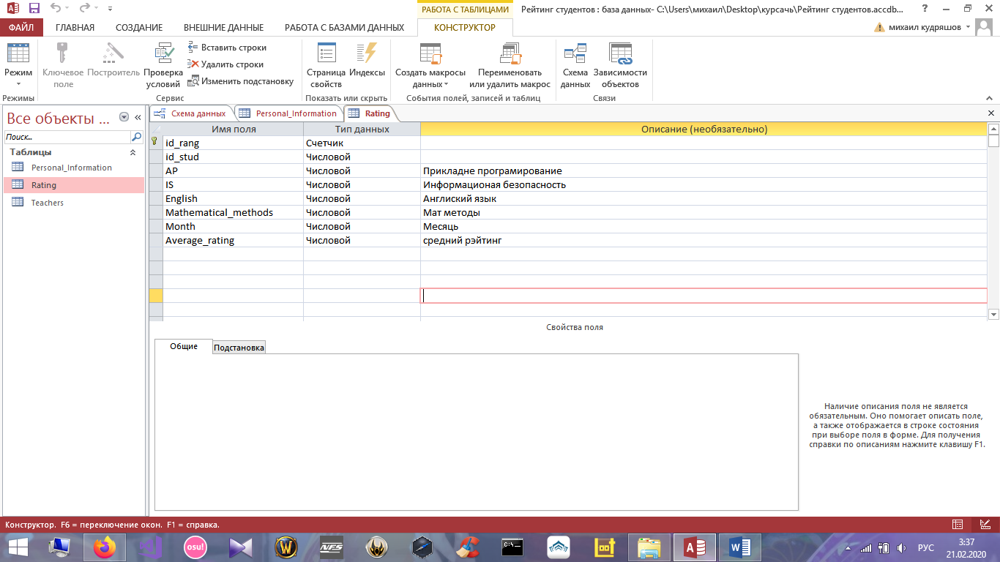 РАБОТА С ТАБЛИЦАМИ
Рейтинг студентов : база данных- C:\Users\михаил\Desktop\курсачь\Рейтинг студентов.accdb...
ФАЙЛ ГЛАВНАЯ СОЗДАНИЕ ВНЕШНИЕ ДАННЫЕ РАБОТА С БАЗАМИ ДАННЫХ КОНСТРУКТОР михаил кудряшов
Режим
Ключевое поле
Построитель
Проверка условий
Вставить строки
Удалить строки
Изменить подстановку
Страница свойств
Индексы
Создать макросы данных
Переименовать или удалить макрос
Схема данных
Зависимости объектов
Режимы Сервис Показать или скрыть События полей, записей и таблиц Связи
Все объекты ...
Поиск...
Таблицы
Personal_Information
Rating
Teachers
Схема данных Personal_Information Rating
Имя поля Тип данных Описание (необязательно)
id_rang Счетчик
id_stud Числовой
AP Числовой Прикладне програмирование
IS Числовой Информационая безопасность
English Числовой Англиский язык
Mathematical_methods Числовой Мат методы
Month Числовой Месяць
Average_rating Числовой средний рэйтинг
Свойства поля
Общие Подстановка
Наличие описания поля не является
обязательным. Оно помогает описать поле,
а также отображается в строке состояния
при выборе поля в форме. Для получения
справки по описаниям нажмите клавишу F1.
Конструктор. F6 = переключение окон. F1 = справка.
osu!
NFS
C:\
РУС
3:37
21.02.2020